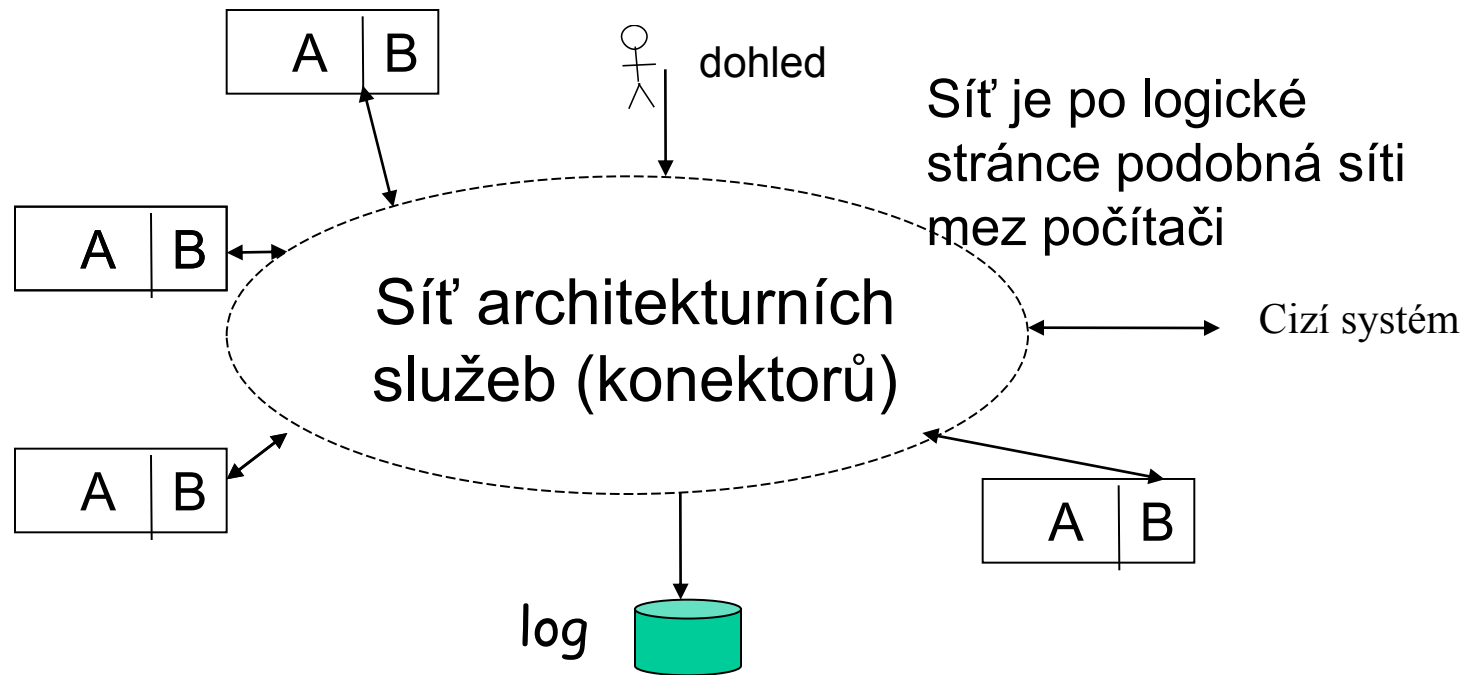 A B
dohled
Síť je po logické
stránce podobná síti
mez počítači
A B
Síť architekturních
služeb (konektorů)
Cizí systém
A B
A B
log